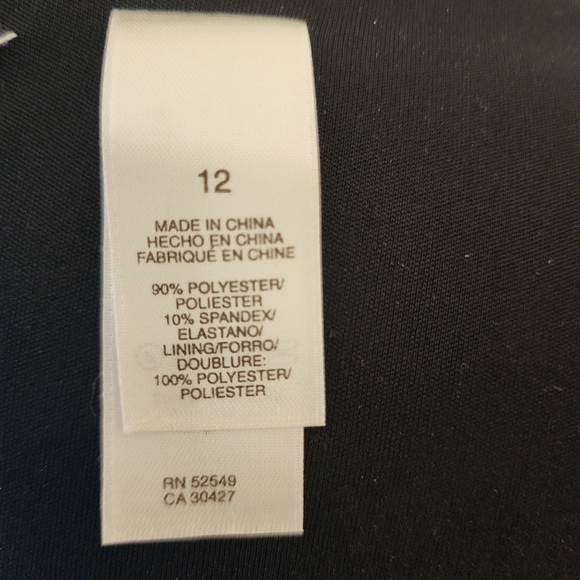 12
MADE IN CHINA
HECHO EN CHINA
FABRIQUÉ EN CHINE
90% POLYESTER/
POLIESTER
10% SPANDEX/
ELASTANO/
LINING/FORRO/
DOUBLURE:
100% POLYESTER/
POLIESTER
RN 52549
CA 30427